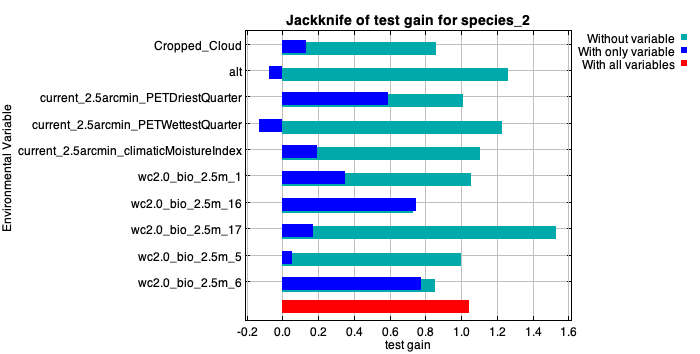 Jackknife of test gain for species_2
Without variable
With only variable
With all variables
Environmental Variable
Cropped_Cloud
alt
current_2.5arcmin_PETDriestQuarter
current_2.5arcmin_PETWettestQuarter
current_2.5arcmin_climaticMoistureIndex
wc2.0_bio_2.5m_1
wc2.0_bio_2.5m_16
wc2.0_bio_2.5m_17
wc2.0_bio_2.5m_5
wc2.0_bio_2.5m_6
-0.2 0.0 0.2 0.4 0.6 0.8 1.0 1.2 1.4 1.6
test gain